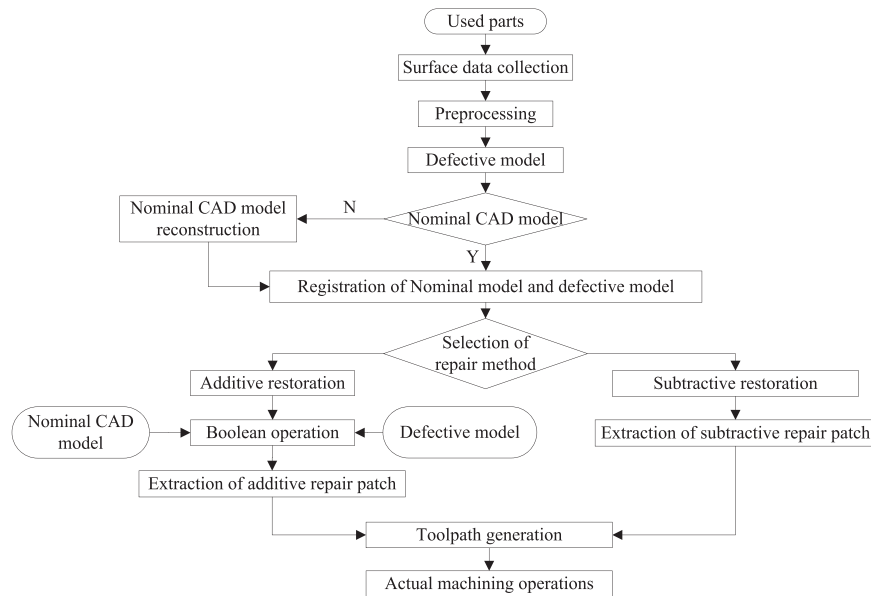 Used parts
Surface data collection
Preprocessing
Defective model
Nominal CAD model
reconstruction
N
Nominal CAD model
Y
Registration of Nominal model and defective model
Selection of
repair method
Additive restoration
Subtractive restoration
Nominal CAD
model
Boolean operation
Defective model
Extraction of subtractive repair patch
Extraction of additive repair patch
Toolpath generation
Actual machining operations